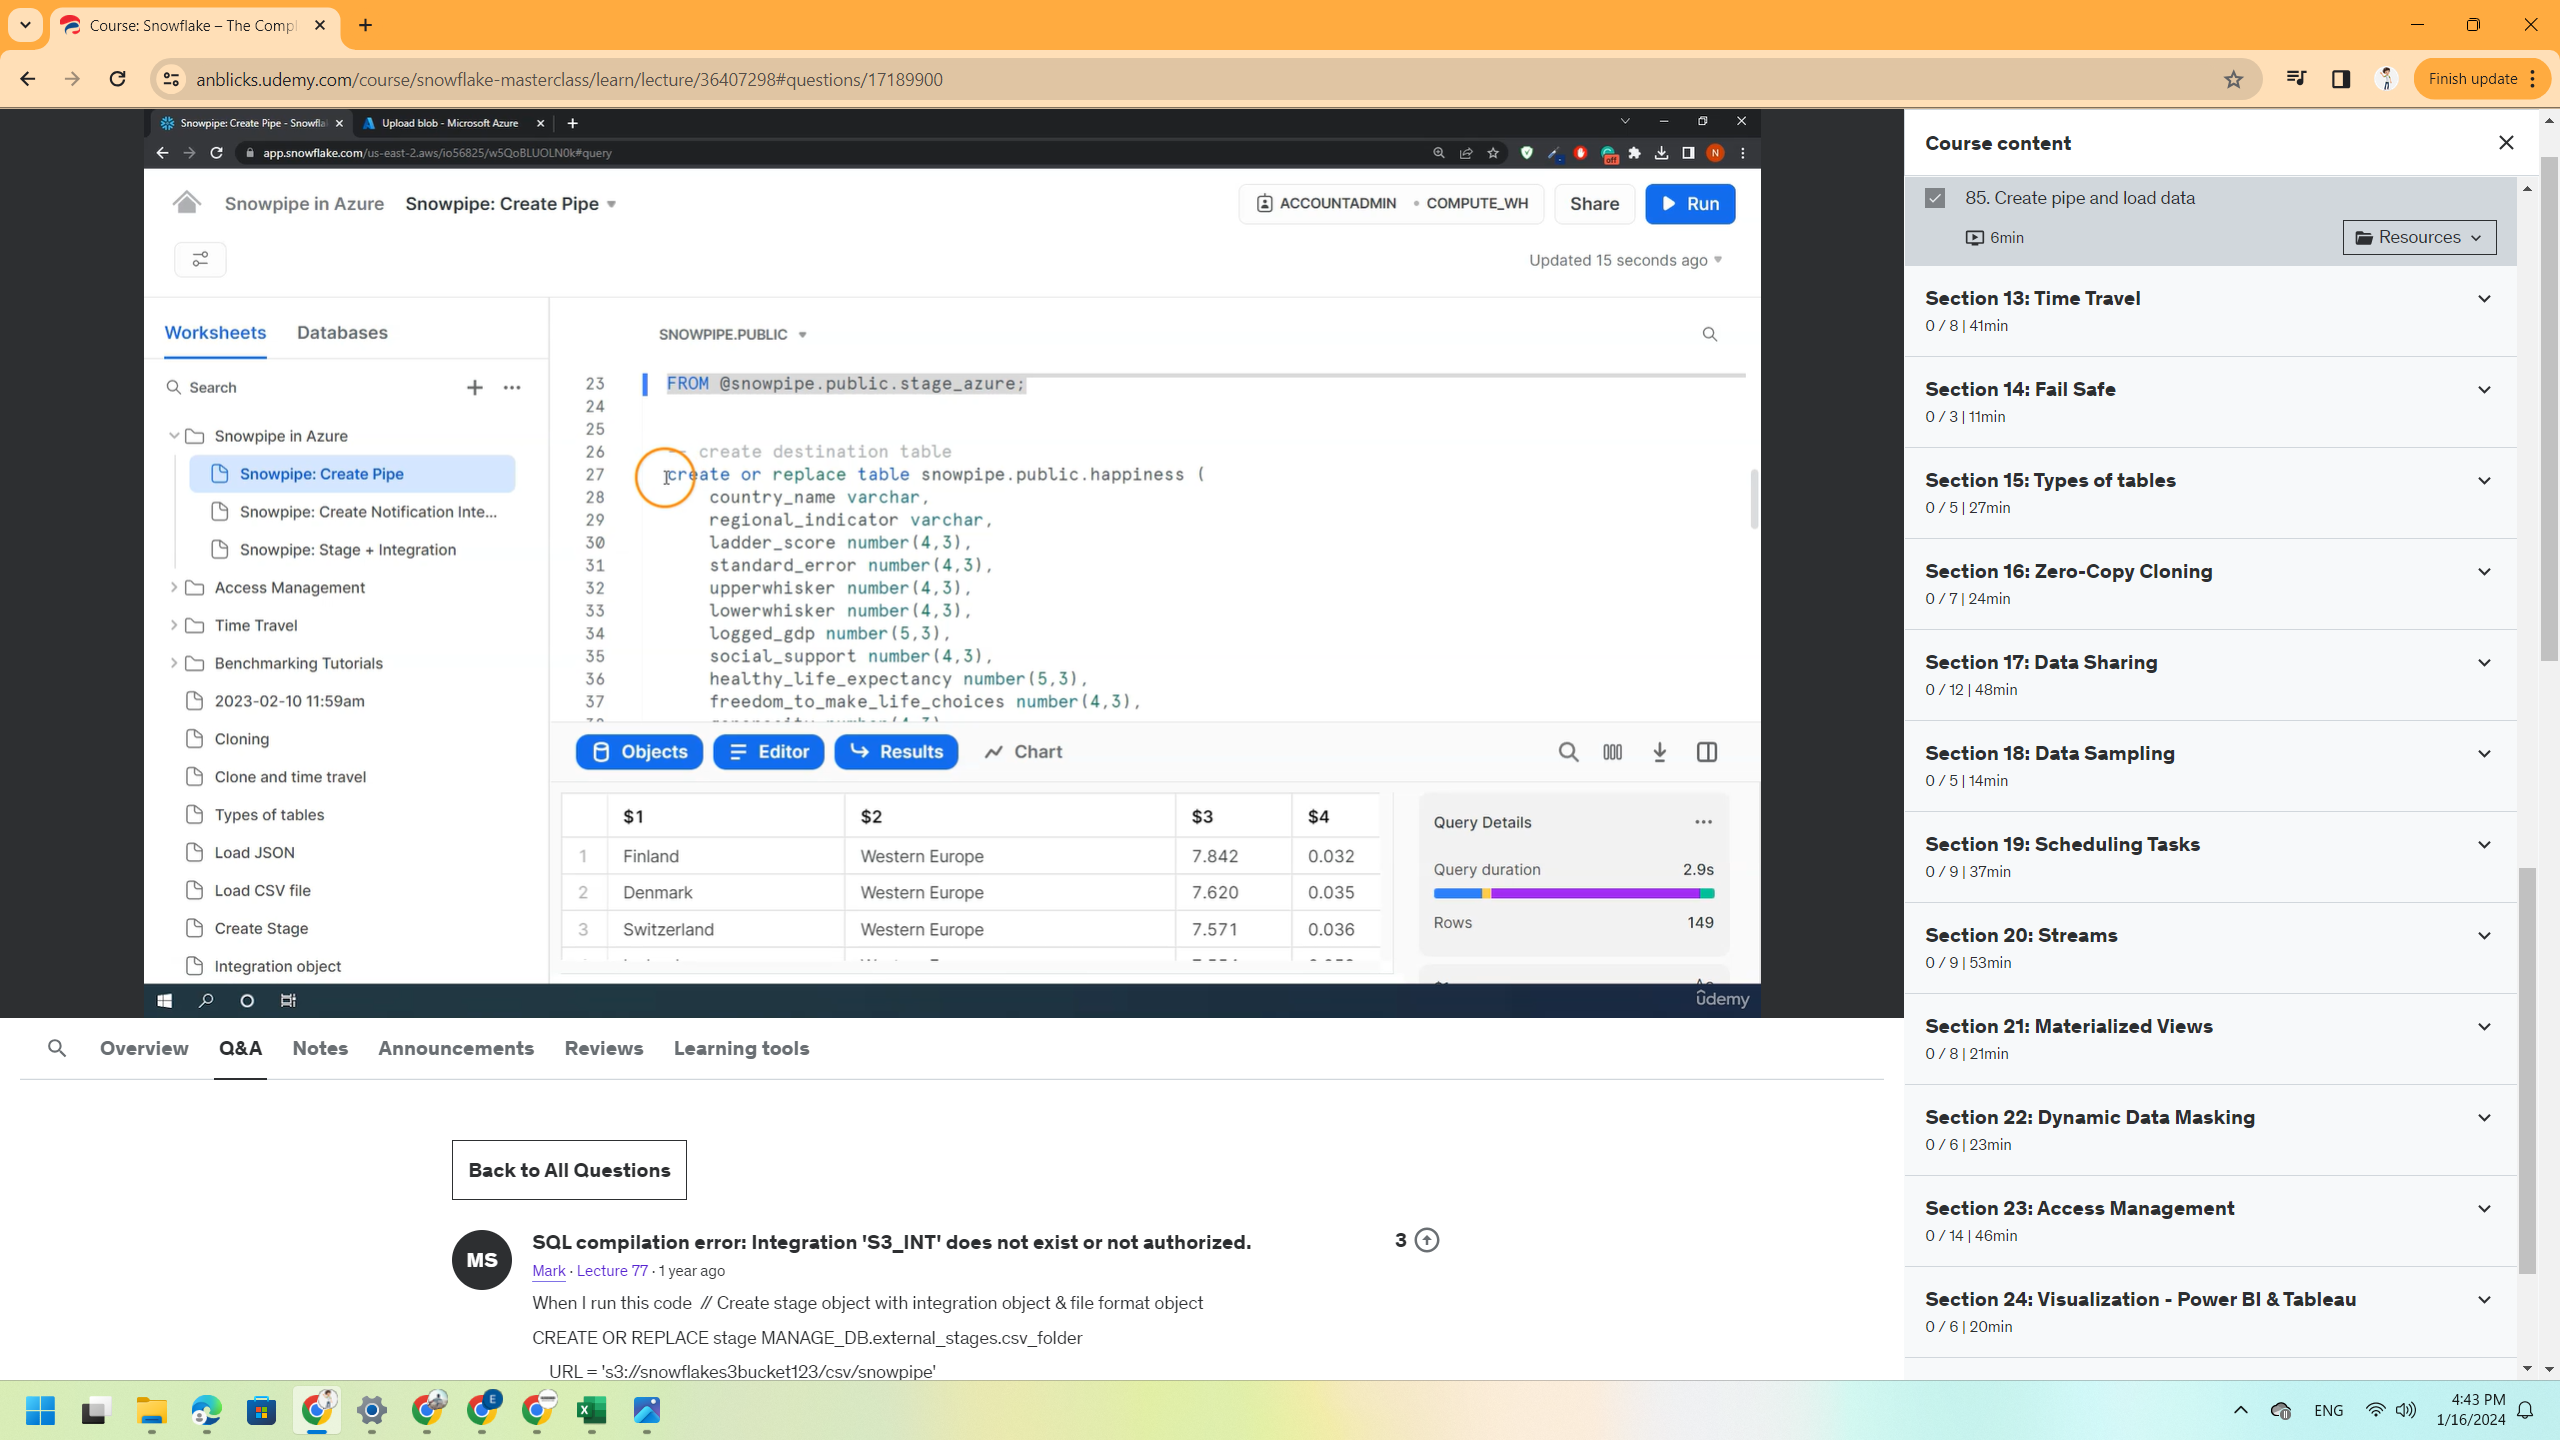 Course: Snowflake – The Compl
anblicks.udemy.com/course/snowflake-masterclass/learn/lecture/36407298#questions/17189900
Finish update
Snowpipe: Create Pipe - Snowfla
Upload blob - Microsoft Azure
app.snowflake.com/us-east-2.aws/io56825/w5QoBLUOLN0k#query
off
N
Snowpipe in Azure
Snowpipe: Create Pipe
ACCOUNTADMIN • COMPUTE_WH
Share
Run
Updated 15 seconds ago
Worksheets
Databases
Search
Snowpipe in Azure
Snowpipe: Create Pipe
Snowpipe: Create Notification Inte...
Snowpipe: Stage + Integration
Access Management
Time Travel
Benchmarking Tutorials
2023-02-10 11:59am
Cloning
Clone and time travel
Types of tables
Load JSON
Load CSV file
Create Stage
Integration object
SNOWPIPE.PUBLIC
23 FROM @snowpipe.public.stage_azure;
24
25
26 create destination table
27 create or replace table snowpipe.public.happiness (
28 country_name varchar,
29 regional_indicator varchar,
30 ladder_score number(4,3),
31 standard_error number(4,3),
32 upperwhisker number(4,3),
33 lowerwhisker number(4,3),
34 logged_gdp number(5,3),
35 social_support number(4,3),
36 healthy_life_expectancy number(5,3),
37 freedom_to_make_life_choices number(4,3),
Objects
Editor
Results
Chart
$1 $2 $3 $4
1 Finland Western Europe 7.842 0.032
2 Denmark Western Europe 7.620 0.035
3 Switzerland Western Europe 7.571 0.036
Query Details
...
Query duration 2.9s
Rows 149
ûdemy
Overview
Q&A
Notes
Announcements
Reviews
Learning tools
Back to All Questions
MS
SQL compilation error: Integration 'S3_INT' does not exist or not authorized.
3
Mark · Lecture 77 · 1 year ago
When I run this code // Create stage object with integration object & file format object
CREATE OR REPLACE stage MANAGE_DB.external_stages.csv_folder
URL = 's3://snowflakes3bucket123/csv/snowpipe'
Course content
85. Create pipe and load data
6min
Resources
Section 13: Time Travel
0 / 8 | 41min
Section 14: Fail Safe
0 / 3 | 11min
Section 15: Types of tables
0 / 5 | 27min
Section 16: Zero-Copy Cloning
0 / 7 | 24min
Section 17: Data Sharing
0 / 12 | 48min
Section 18: Data Sampling
0 / 5 | 14min
Section 19: Scheduling Tasks
0 / 9 | 37min
Section 20: Streams
0 / 9 | 53min
Section 21: Materialized Views
0 / 8 | 21min
Section 22: Dynamic Data Masking
0 / 6 | 23min
Section 23: Access Management
0 / 14 | 46min
Section 24: Visualization - Power BI & Tableau
0 / 6 | 20min
E
ENG
4:43 PM
1/16/2024